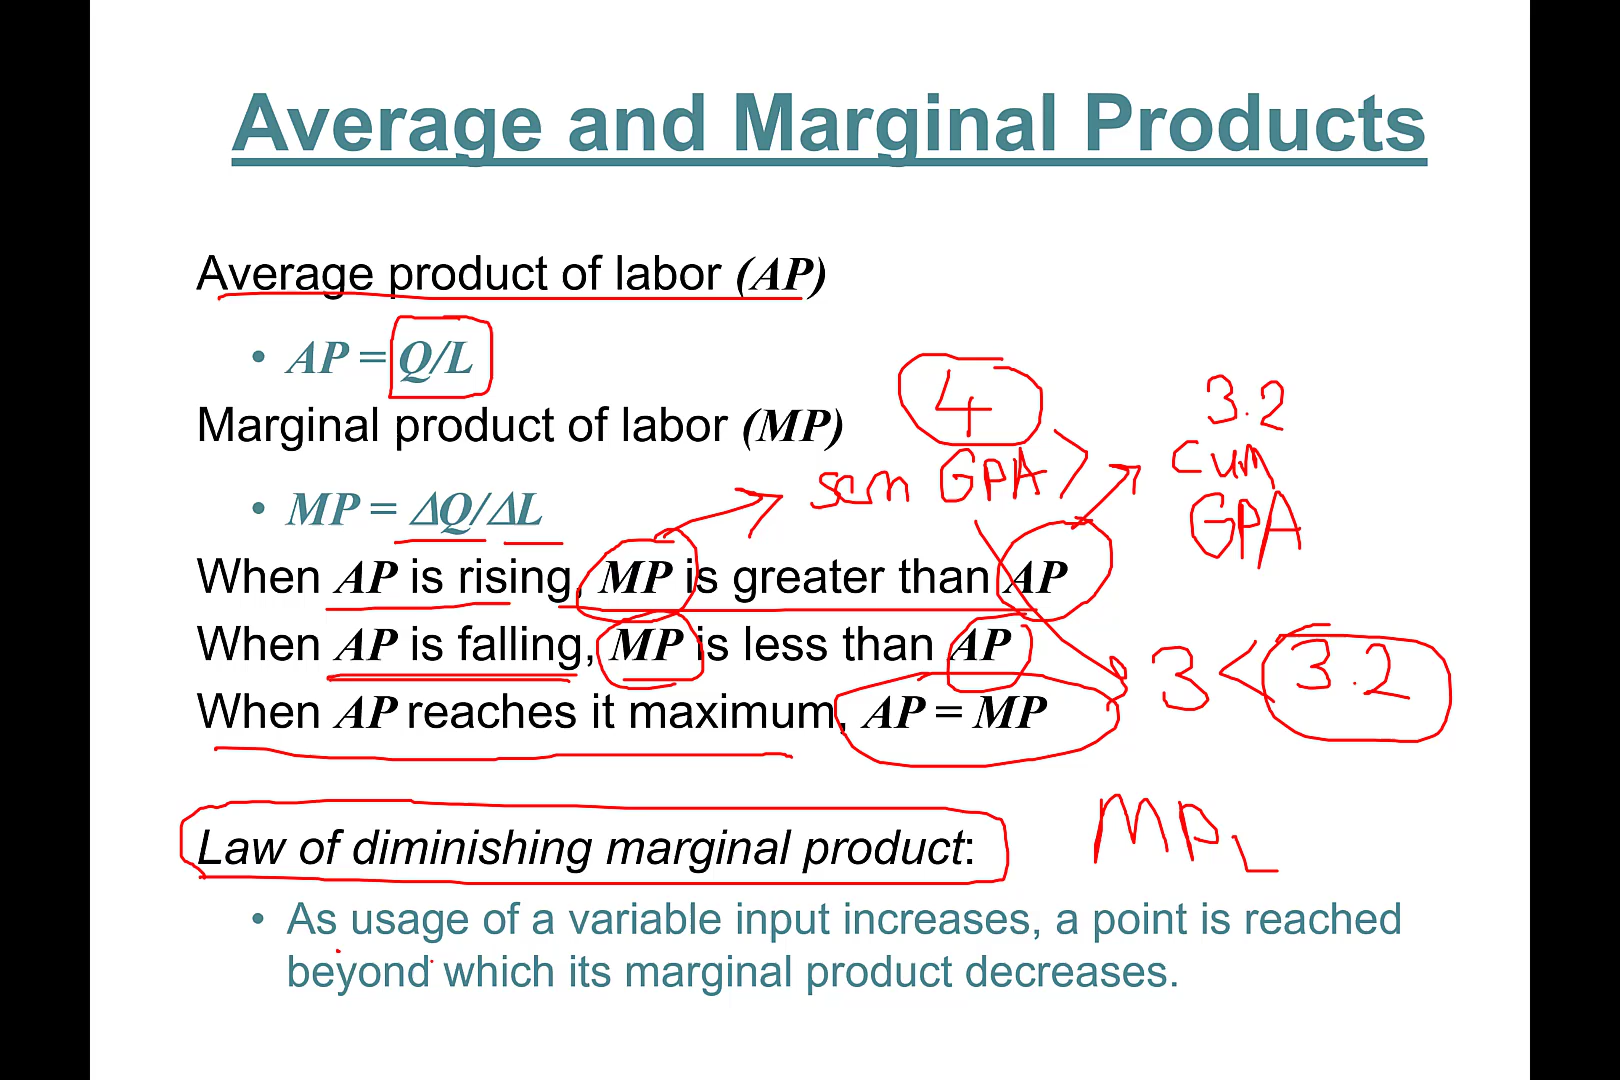 Average and Marginal Products
Average product of labor (AP)
• AP = Q/L
4
3.2
Marginal product of labor (MP)
sem GPA
cum
GPA
• MP = ΔQ/ΔL
When AP is rising, MP is greater than AP
When AP is falling, MP is less than AP
3 < 3.2
When AP reaches it maximum, AP = MP
MPL
Law of diminishing marginal product:
• As usage of a variable input increases, a point is reached
beyond which its marginal product decreases.